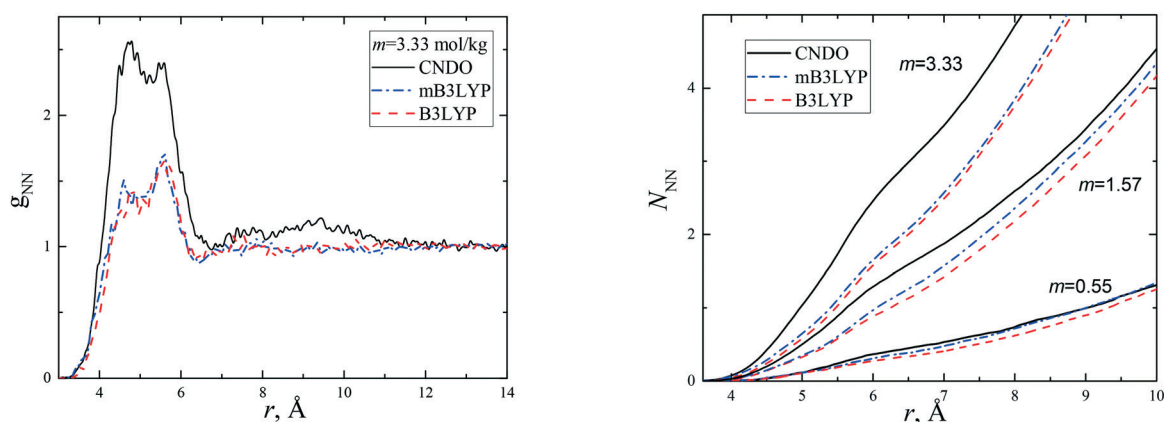 m=3.33 mol/kg
CNDO
mB3LYP
B3LYP
g_NN
2
1
0
4 6 8 10 12 14
r, Å
CNDO
mB3LYP
B3LYP
m=3.33
m=1.57
m=0.55
N_NN
4
2
0
4 5 6 7 8 9 10
r, Å